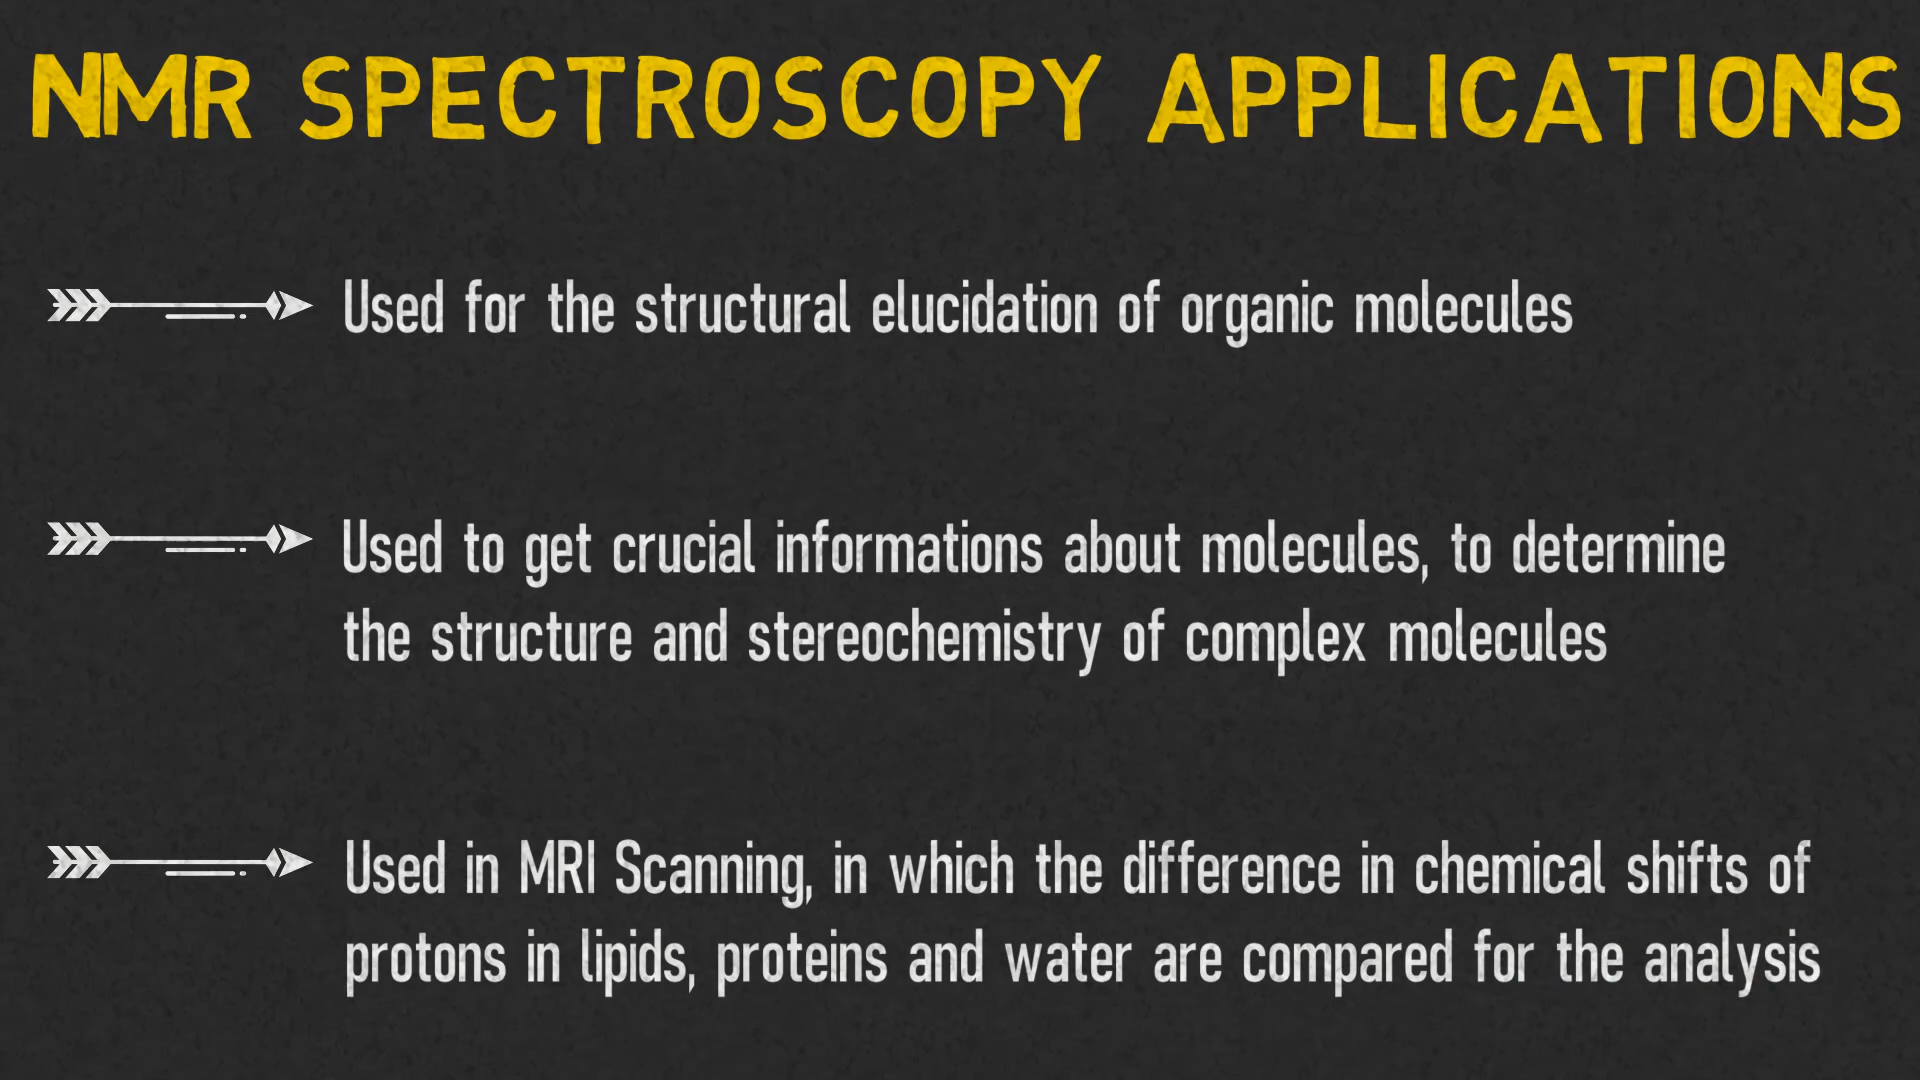 NMR SPECTROSCOPY APPLICATIONS
Used for the structural elucidation of organic molecules
Used to get crucial informations about molecules, to determine
the structure and stereochemistry of complex molecules
Used in MRI Scanning, in which the difference in chemical shifts of
protons in lipids, proteins and water are compared for the analysis